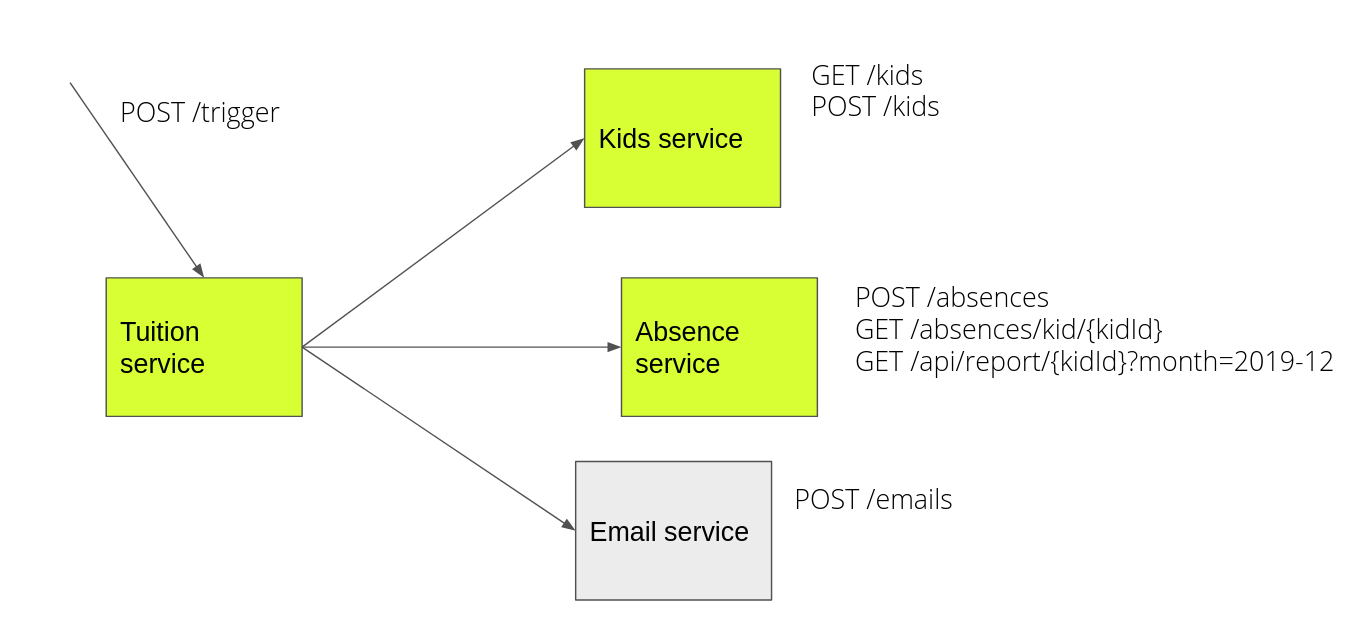 POST /trigger
Kids service
GET /kids
POST /kids
Tuition
service
Absence
service
POST /absences
GET /absences/kid/{kidId}
GET /api/report/{kidId}?month=2019-12
Email service
POST /emails